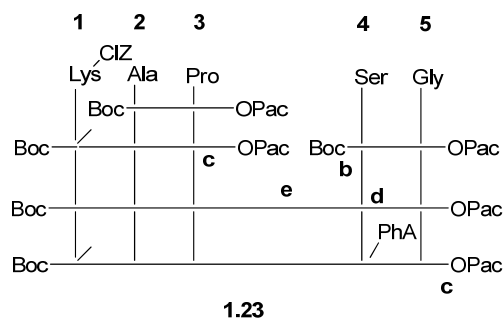 1 2 3 4 5
ClZ
Lys Ala Pro Ser Gly
Boc OPac
Boc c OPac Boc b OPac
Boc e d OPac
PhA
Boc OPac
c
1.23